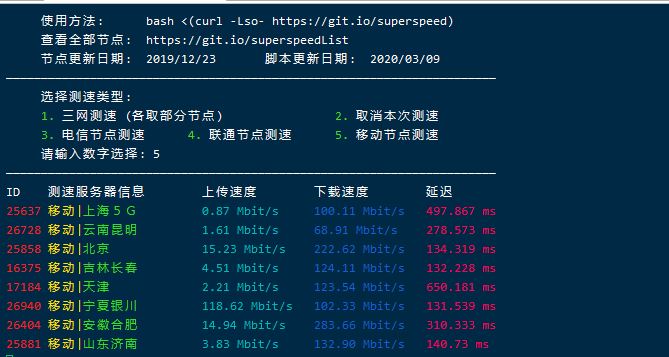 使用方法: bash <(curl -Lso- https://git.io/superspeed)
查看全部节点: https://git.io/superspeedList
节点更新日期: 2019/12/23 脚本更新日期: 2020/03/09
选择测速类型:
1. 三网测速 (各取部分节点) 2. 取消本次测速
3. 电信节点测速 4. 联通节点测速 5. 移动节点测速
请输入数字选择: 5
ID 测速服务器信息 上传速度 下载速度 延迟
25637 移动|上海５Ｇ 0.87 Mbit/s 100.11 Mbit/s 497.867 ms
26728 移动|云南昆明 1.61 Mbit/s 68.91 Mbit/s 278.573 ms
25858 移动|北京 15.23 Mbit/s 222.62 Mbit/s 134.319 ms
16375 移动|吉林长春 4.51 Mbit/s 124.11 Mbit/s 132.228 ms
17184 移动|天津 2.21 Mbit/s 123.54 Mbit/s 650.181 ms
26940 移动|宁夏银川 118.62 Mbit/s 102.33 Mbit/s 131.539 ms
26404 移动|安徽合肥 14.94 Mbit/s 283.66 Mbit/s 310.333 ms
25881 移动|山东济南 3.83 Mbit/s 132.90 Mbit/s 140.73 ms